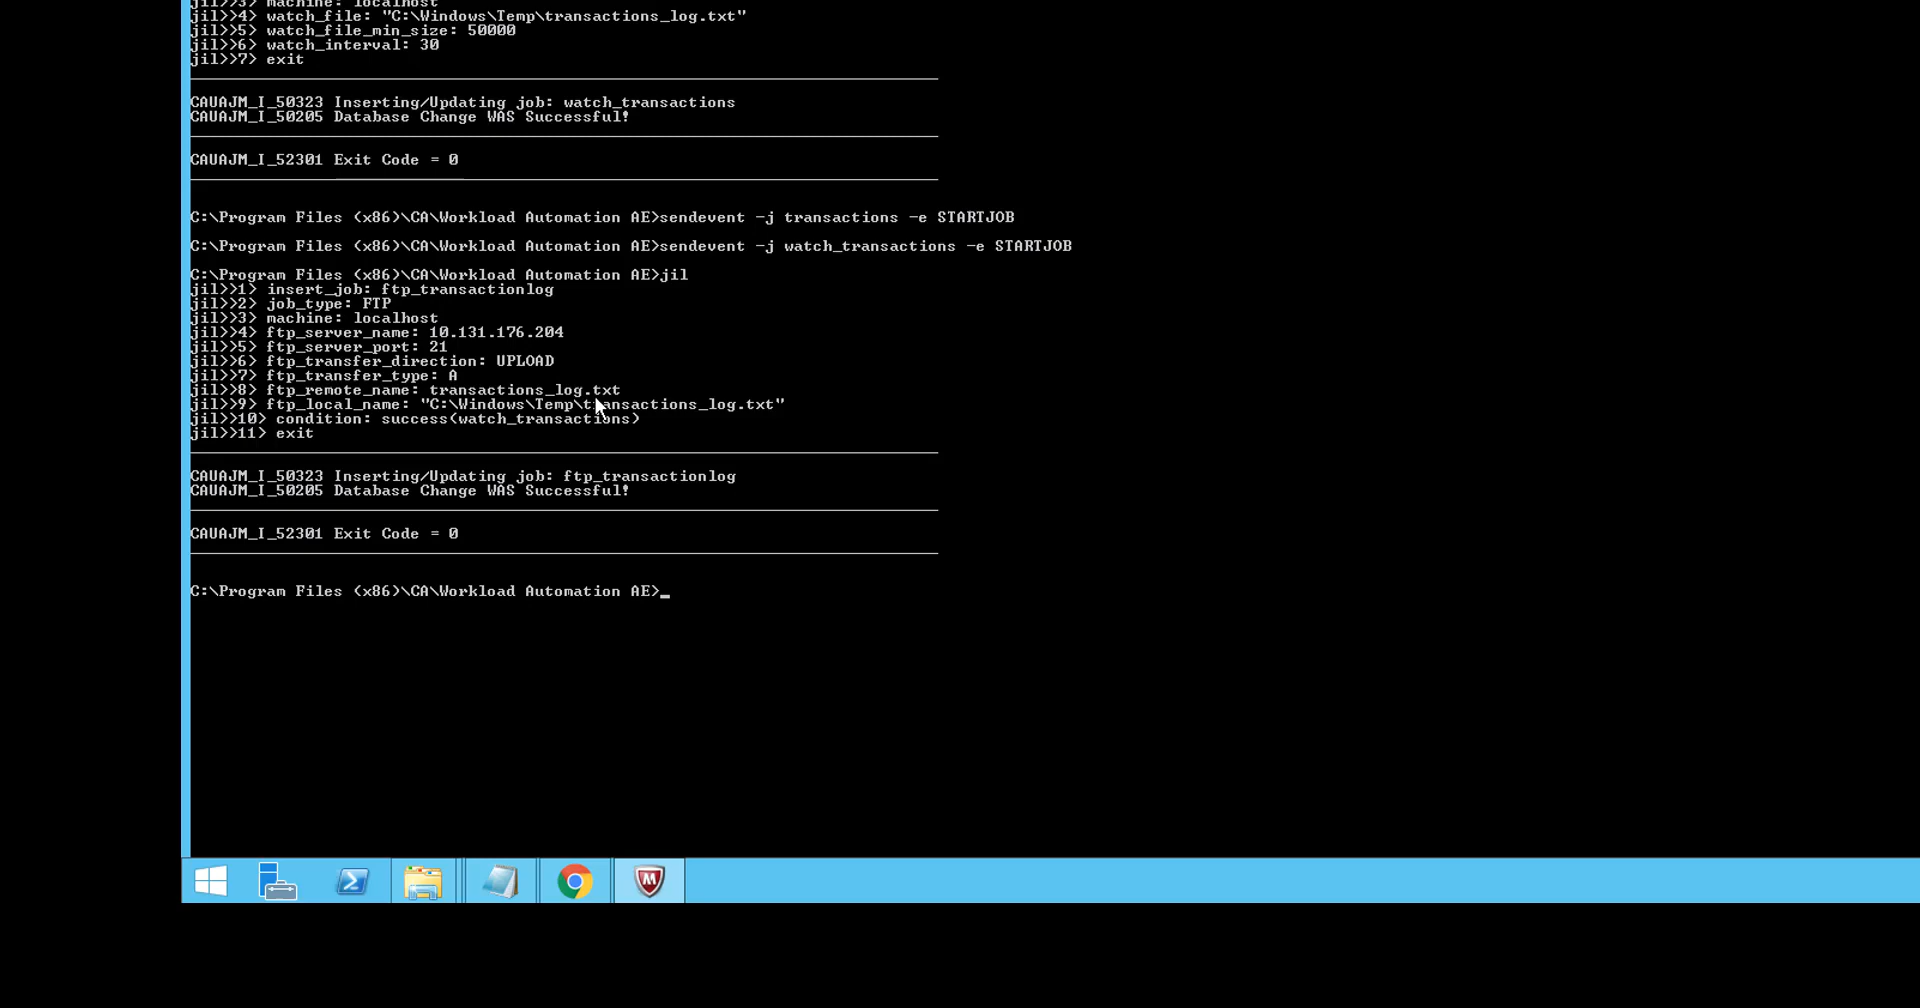 jil>>3> machine: localhost
jil>>4> watch_file: "C:\Windows\Temp\transactions_log.txt"
jil>>5> watch_file_min_size: 50000
jil>>6> watch_interval: 30
jil>>7> exit
CAUAJM_I_50323 Inserting/Updating job: watch_transactions
CAUAJM_I_50205 Database Change WAS Successful!
CAUAJM_I_52301 Exit Code = 0
C:\Program Files (x86)\CA\Workload Automation AE>sendevent -j transactions -e STARTJOB
C:\Program Files (x86)\CA\Workload Automation AE>sendevent -j watch_transactions -e STARTJOB
C:\Program Files (x86)\CA\Workload Automation AE>jil
jil>>1> insert_job: ftp_transactionlog
jil>>2> job_type: FTP
jil>>3> machine: localhost
jil>>4> ftp_server_name: 10.131.176.204
jil>>5> ftp_server_port: 21
jil>>6> ftp_transfer_direction: UPLOAD
jil>>7> ftp_transfer_type: A
jil>>8> ftp_remote_name: transactions_log.txt
jil>>9> ftp_local_name: "C:\Windows\Temp\transactions_log.txt"
jil>>10> condition: success(watch_transactions)
jil>>11> exit
CAUAJM_I_50323 Inserting/Updating job: ftp_transactionlog
CAUAJM_I_50205 Database Change WAS Successful!
CAUAJM_I_52301 Exit Code = 0
C:\Program Files (x86)\CA\Workload Automation AE>_